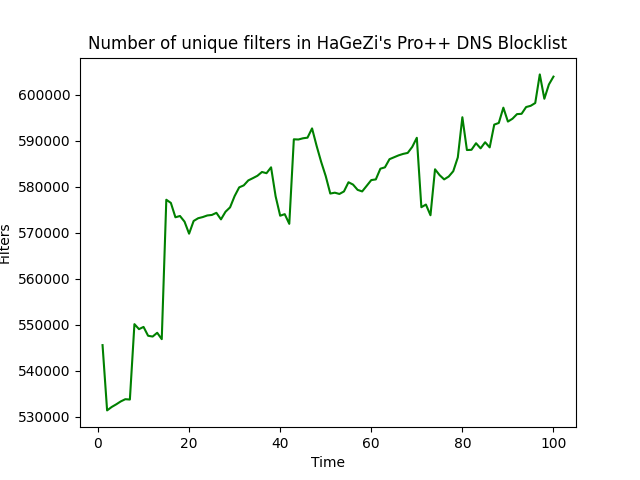 Number of unique filters in HaGeZi's Pro++ DNS Blocklist
600000
590000
580000
570000
560000
550000
540000
530000
Filters
0 20 40 60 80 100
Time